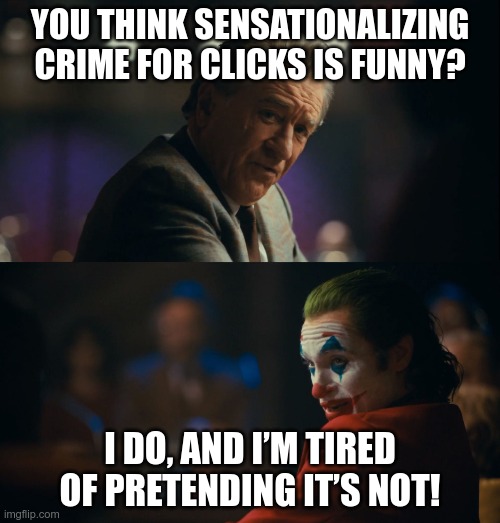 YOU THINK SENSATIONALIZING
CRIME FOR CLICKS IS FUNNY?
I DO, AND I’M TIRED
OF PRETENDING IT’S NOT!
imgflip.com